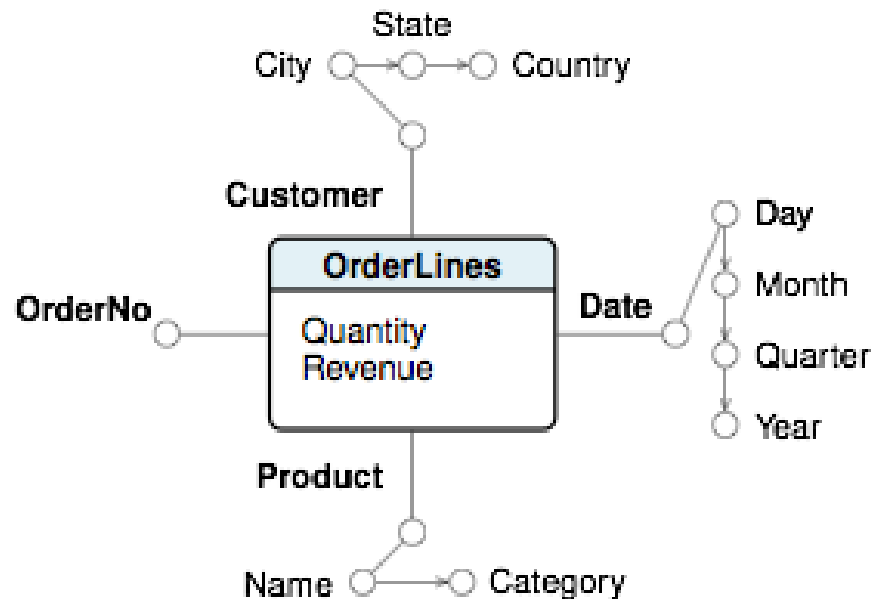 State
City
Country
Customer
OrderLines
Quantity
Revenue
OrderNo
Date
Day
Month
Quarter
Year
Product
Name
Category